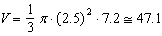 V = 1/3 π · (2.5)² · 7.2 ≅ 47.1